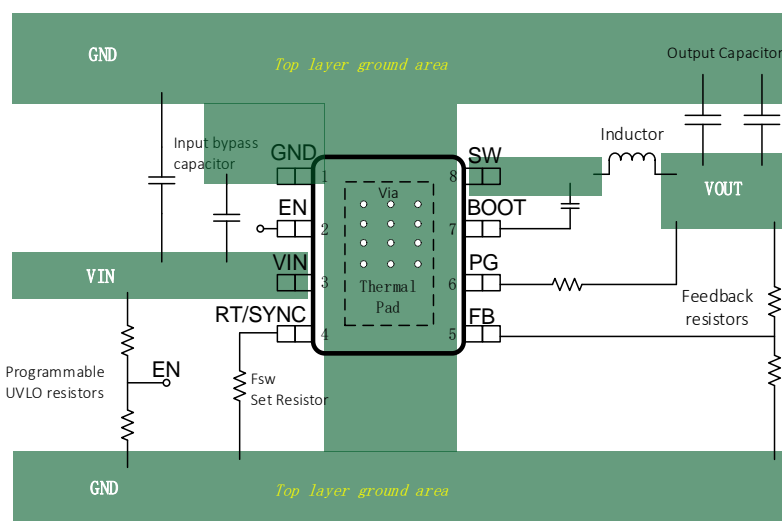 GND
Top layer ground area
Output Capacitor
Input bypass
capacitor
Inductor
GND
1
EN
2
VIN
3
RT/SYNC
4
Via
Thermal
Pad
SW
8
BOOT
7
PG
6
FB
5
VOUT
VIN
Feedback
resistors
Programmable
UVLO resistors
EN
Fsw
Set Resistor
GND
Top layer ground area